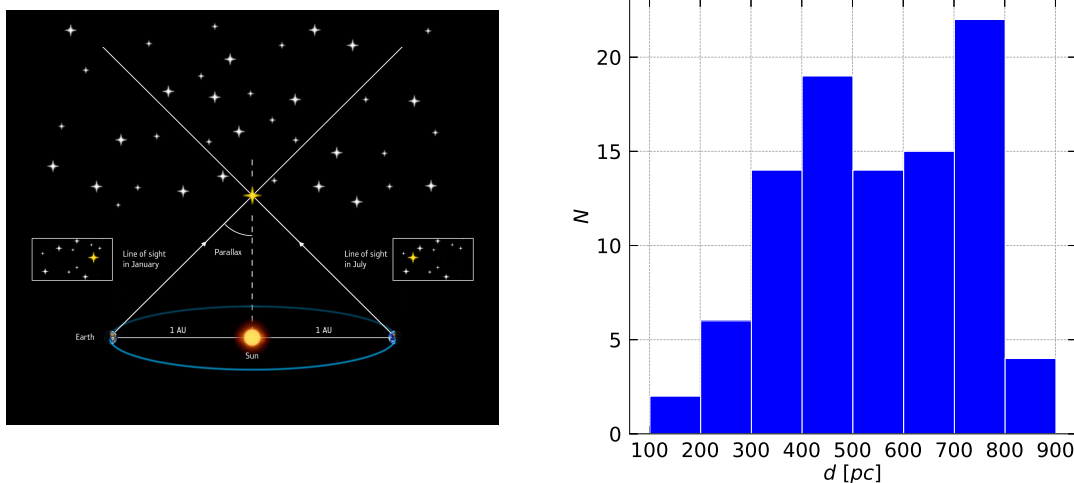 Parallax
Line of sight
in January
Line of sight
in July
Earth
1 AU
1 AU
Sun
N
20
15
10
5
0
100 200 300 400 500 600 700 800 900
d [pc]